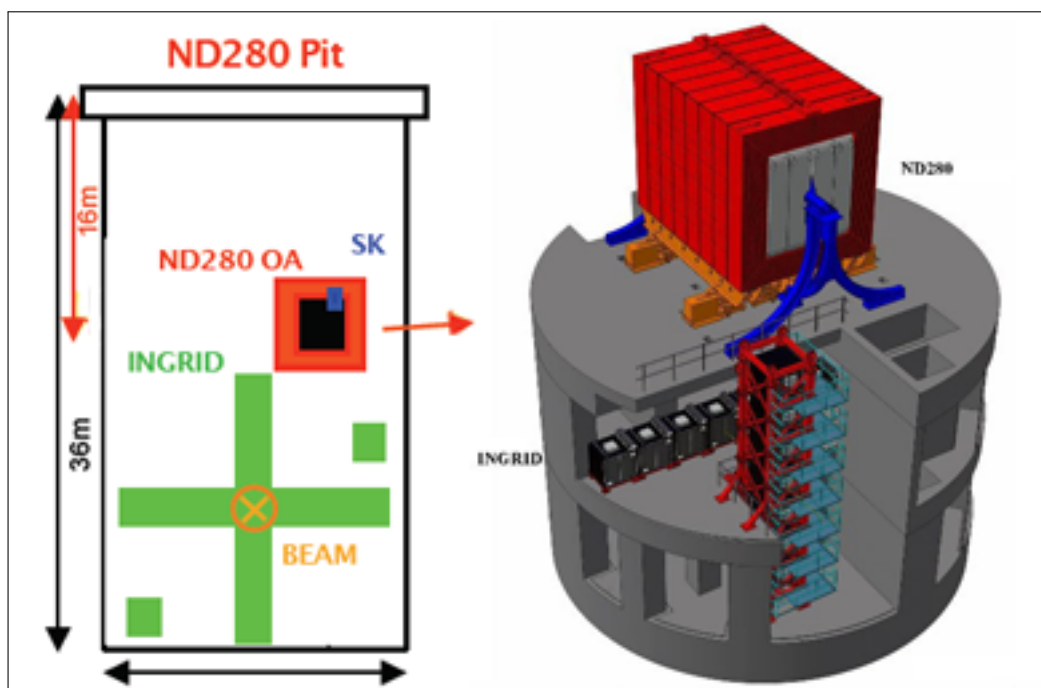 ND280 Pit
16m
SK
ND280 OA
INGRID
36m
BEAM
ND280
INGRID